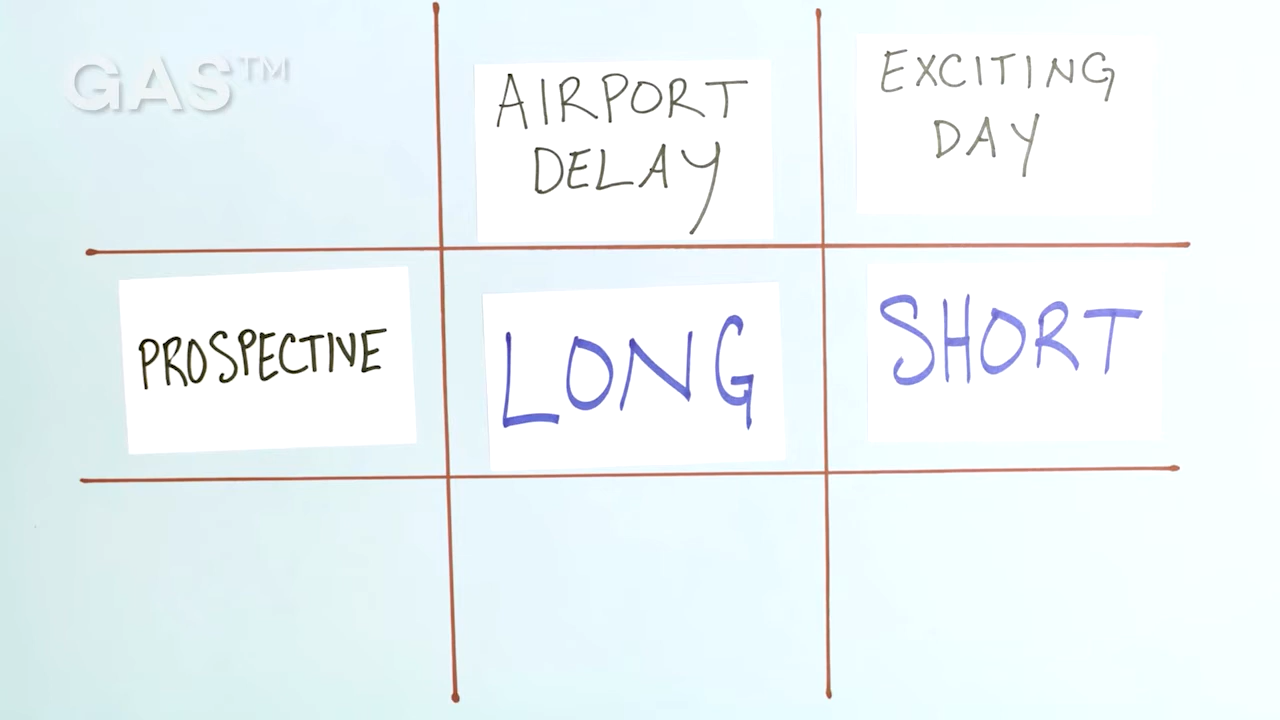 GAS™
AIRPORT
DELAY
EXCITING
DAY
PROSPECTIVE
LONG
SHORT